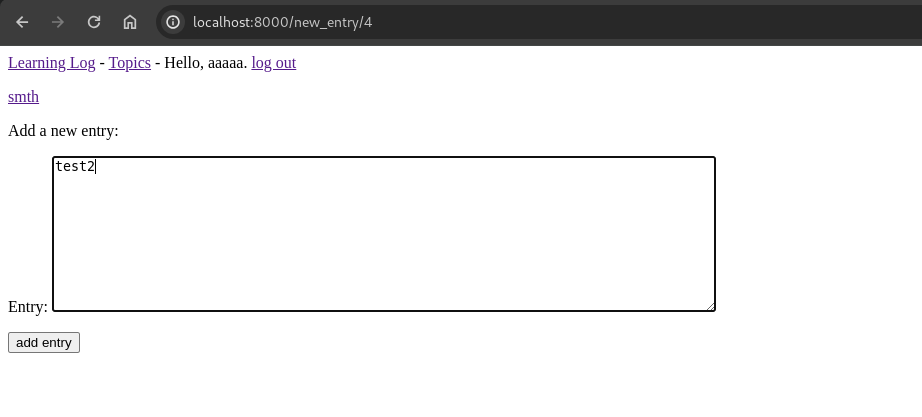 localhost:8000/new_entry/4
Learning Log - Topics - Hello, aaaaa. log out
smth
Add a new entry:
test2
Entry:
add entry